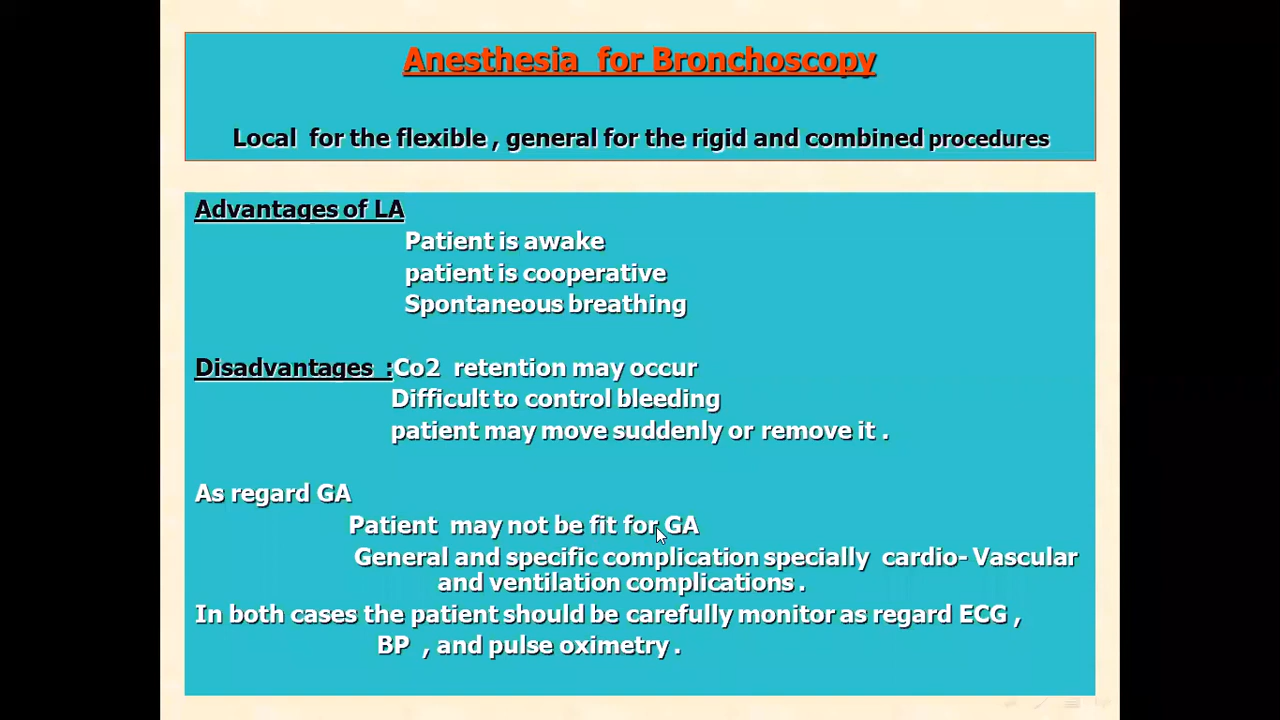 Anesthesia for Bronchoscopy
Local for the flexible , general for the rigid and combined procedures
Advantages of LA
Patient is awake
patient is cooperative
Spontaneous breathing
Disadvantages :Co2 retention may occur
Difficult to control bleeding
patient may move suddenly or remove it .
As regard GA
Patient may not be fit for GA
General and specific complication specially cardio- Vascular
and ventilation complications .
In both cases the patient should be carefully monitor as regard ECG ,
BP , and pulse oximetry .